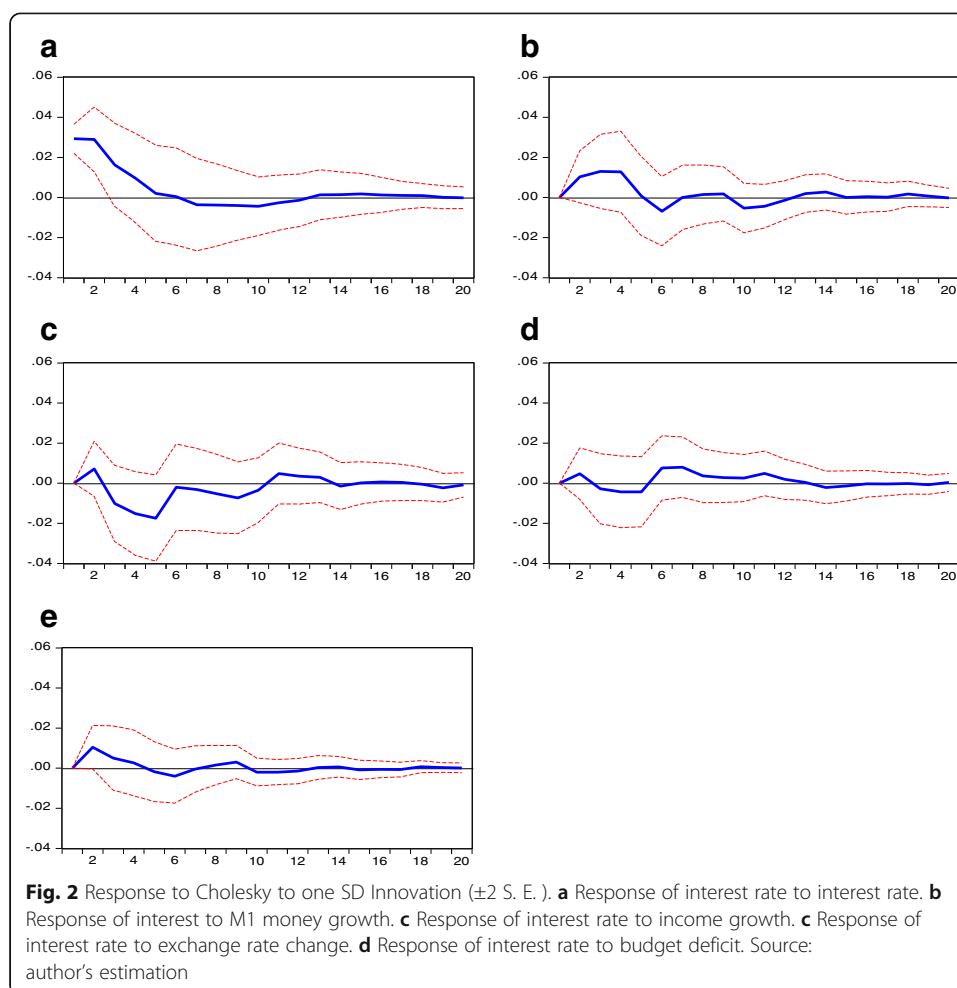 a
b
.06
.04
.02
.00
-.02
-.04
2 4 6 8 10 12 14 16 18 20
.06
.04
.02
.00
-.02
-.04
2 4 6 8 10 12 14 16 18 20
c
d
.06
.04
.02
.00
-.02
-.04
2 4 6 8 10 12 14 16 18 20
.06
.04
.02
.00
-.02
-.04
2 4 6 8 10 12 14 16 18 20
e
.06
.04
.02
.00
-.02
-.04
2 4 6 8 10 12 14 16 18 20
Fig. 2 Response to Cholesky to one SD Innovation (±2 S. E. ). a Response of interest rate to interest rate. b
Response of interest to M1 money growth. c Response of interest rate to income growth. c Response of
interest rate to exchange rate change. d Response of interest rate to budget deficit. Source:
author's estimation